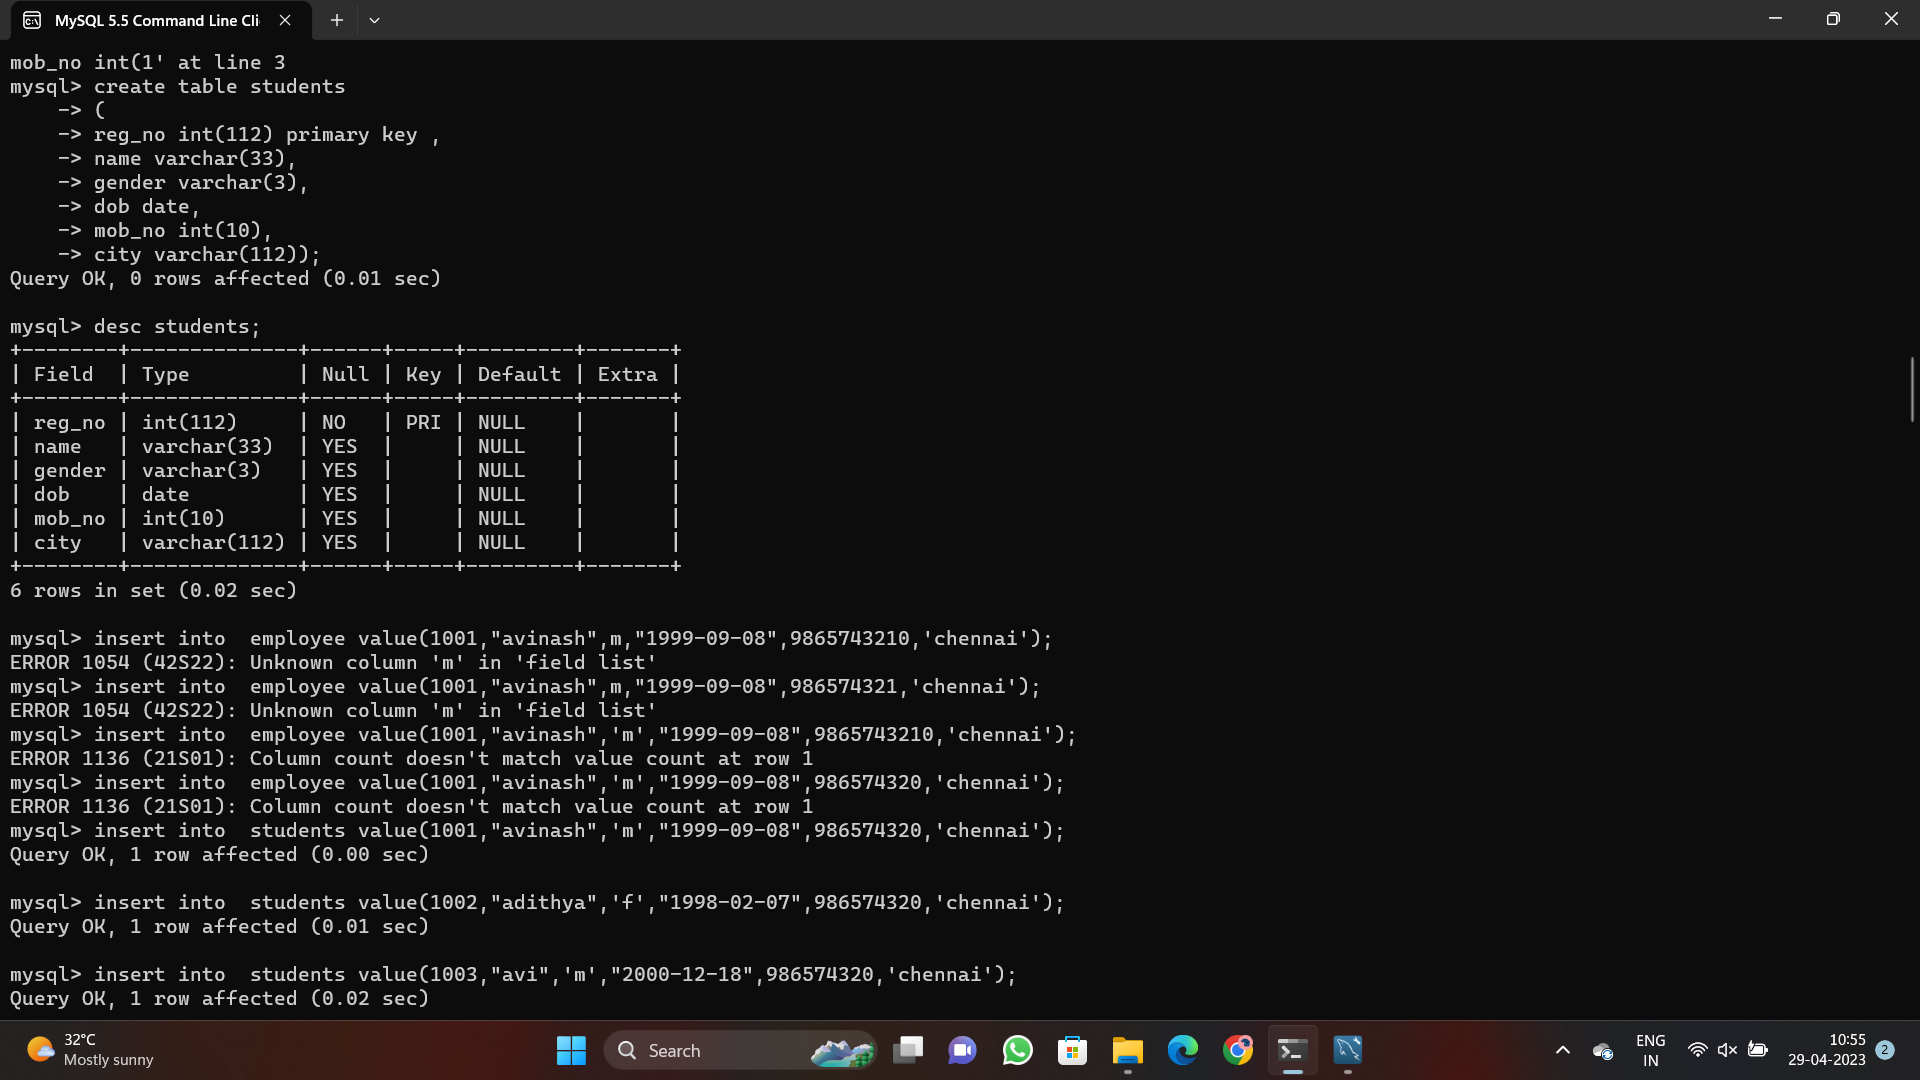 MySQL 5.5 Command Line Cli
mob_no int(1' at line 3
mysql> create table students
    -> (
    -> reg_no int(112) primary key ,
    -> name varchar(33),
    -> gender varchar(3),
    -> dob date,
    -> mob_no int(10),
    -> city varchar(112));
Query OK, 0 rows affected (0.01 sec)

mysql> desc students;
+--------+--------------+------+-----+---------+-------+
| Field  | Type         | Null | Key | Default | Extra |
+--------+--------------+------+-----+---------+-------+
| reg_no | int(112)     | NO   | PRI | NULL    |       |
| name   | varchar(33)  | YES  |     | NULL    |       |
| gender | varchar(3)   | YES  |     | NULL    |       |
| dob    | date         | YES  |     | NULL    |       |
| mob_no | int(10)      | YES  |     | NULL    |       |
| city   | varchar(112) | YES  |     | NULL    |       |
+--------+--------------+------+-----+---------+-------+
6 rows in set (0.02 sec)

mysql> insert into  employee value(1001,"avinash",m,"1999-09-08",9865743210,'chennai');
ERROR 1054 (42S22): Unknown column 'm' in 'field list'
mysql> insert into  employee value(1001,"avinash",m,"1999-09-08",986574321,'chennai');
ERROR 1054 (42S22): Unknown column 'm' in 'field list'
mysql> insert into  employee value(1001,"avinash",'m',"1999-09-08",9865743210,'chennai');
ERROR 1136 (21S01): Column count doesn't match value count at row 1
mysql> insert into  employee value(1001,"avinash",'m',"1999-09-08",986574320,'chennai');
ERROR 1136 (21S01): Column count doesn't match value count at row 1
mysql> insert into  students value(1001,"avinash",'m',"1999-09-08",986574320,'chennai');
Query OK, 1 row affected (0.00 sec)

mysql> insert into  students value(1002,"adithya",'f',"1998-02-07",986574320,'chennai');
Query OK, 1 row affected (0.01 sec)

mysql> insert into  students value(1003,"avi",'m',"2000-12-18",986574320,'chennai');
Query OK, 1 row affected (0.02 sec)
32°C
Mostly sunny
Search
ENG
IN
10:55
29-04-2023
2